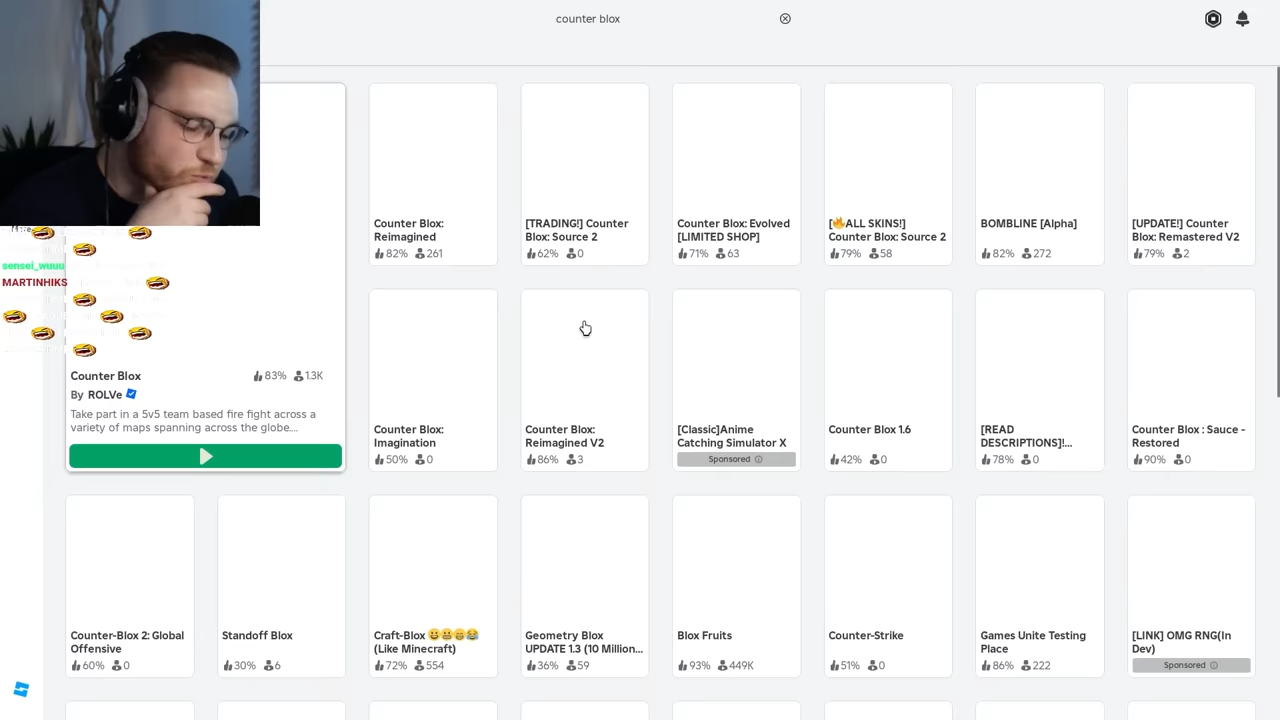 counter blox
sensei_wuuu
MARTINHIKS
Counter Blox
83% 1.3K
By ROLVe
Take part in a 5v5 team based fire fight across a
variety of maps spanning across the globe....
Counter Blox:
Reimagined
82% 261
[TRADING!] Counter
Blox: Source 2
62% 0
Counter Blox: Evolved
[LIMITED SHOP]
71% 63
[🔥ALL SKINS!]
Counter Blox: Source 2
79% 58
BOMBLINE [Alpha]
82% 272
[UPDATE!] Counter
Blox: Remastered V2
79% 2
Counter Blox:
Imagination
50% 0
Counter Blox:
Reimagined V2
86% 3
[Classic]Anime
Catching Simulator X
Sponsored
Counter Blox 1.6
42% 0
[READ
DESCRIPTIONS]!...
78% 0
Counter Blox : Sauce -
Restored
90% 0
Counter-Blox 2: Global
Offensive
60% 0
Standoff Blox
30% 6
Craft-Blox 😀😬😁😂
(Like Minecraft)
72% 554
Geometry Blox
UPDATE 1.3 (10 Million...
36% 59
Blox Fruits
93% 449K
Counter-Strike
51% 0
Games Unite Testing
Place
86% 222
[LINK] OMG RNG(In
Dev)
Sponsored